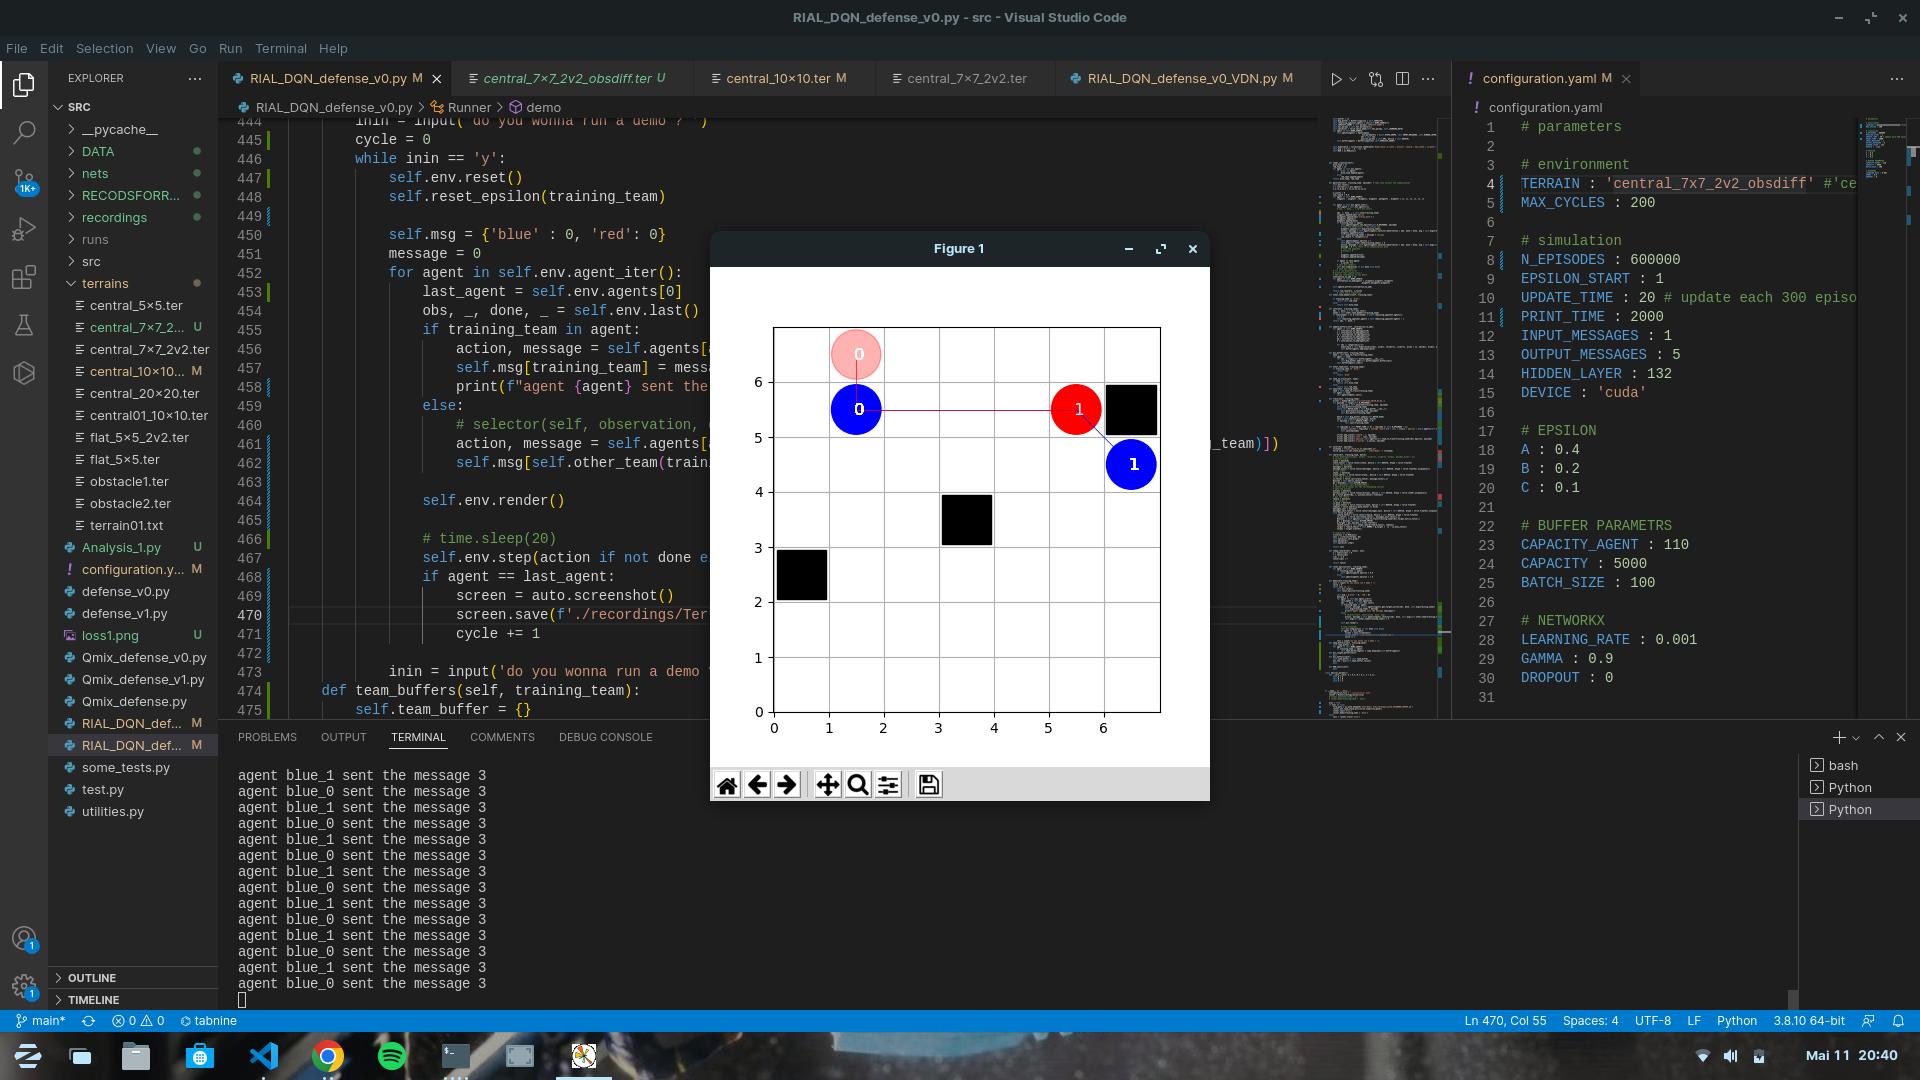 RIAL_DQN_defense_v0.py - src - Visual Studio Code
File Edit Selection View Go Run Terminal Help
EXPLORER
SRC
__pycache__
DATA
nets
RECODSFORR...
recordings
runs
src
terrains
central_5×5.ter
central_7×7_2... U
central_7×7_2v2.ter
central_10×10... M
central_20×20.ter
central01_10×10.ter
flat_5×5_2v2.ter
flat_5×5.ter
obstacle1.ter
obstacle2.ter
terrain01.txt
Analysis_1.py U
configuration.y... M
defense_v0.py
defense_v1.py
loss1.png U
Qmix_defense_v0.py
Qmix_defense_v1.py
Qmix_defense.py
RIAL_DQN_def... M
RIAL_DQN_def... M
some_tests.py
test.py
utilities.py
OUTLINE
TIMELINE
1K+
1
1
RIAL_DQN_defense_v0.py M
central_7×7_2v2_obsdiff.ter U
central_10×10.ter M
central_7×7_2v2.ter
RIAL_DQN_defense_v0_VDN.py M
RIAL_DQN_defense_v0.py > Runner > demo
444 inin = input('do you wonna run a demo ? ')
445 cycle = 0
446 while inin == 'y':
447 self.env.reset()
448 self.reset_epsilon(training_team)
449
450 self.msg = {'blue' : 0, 'red': 0}
451 message = 0
452 for agent in self.env.agent_iter():
453 last_agent = self.env.agents[0]
454 obs, _, done, _ = self.env.last()
455 if training_team in agent:
456 action, message = self.agents[
457 self.msg[training_team] = mess
458 print(f"agent {agent} sent the
459 else:
460 # selector(self, observation,
461 action, message = self.agents[ _team)])
462 self.msg[self.other_team(train
463
464 self.env.render()
465
466 # time.sleep(20)
467 self.env.step(action if not done e
468 if agent == last_agent:
469 screen = auto.screenshot()
470 screen.save(f'./recordings/Ter
471 cycle += 1
472
473 inin = input('do you wonna run a demo
474 def team_buffers(self, training_team):
475 self.team_buffer = {}
Figure 1
0
0
1
1
6
5
4
3
2
1
0
0 1 2 3 4 5 6
configuration.yaml M
configuration.yaml
1 # parameters
2
3 # environment
4 TERRAIN : 'central_7x7_2v2_obsdiff' #'ce
5 MAX_CYCLES : 200
6
7 # simulation
8 N_EPISODES : 600000
9 EPSILON_START : 1
10 UPDATE_TIME : 20 # update each 300 episo
11 PRINT_TIME : 2000
12 INPUT_MESSAGES : 1
13 OUTPUT_MESSAGES : 5
14 HIDDEN_LAYER : 132
15 DEVICE : 'cuda'
16
17 # EPSILON
18 A : 0.4
19 B : 0.2
20 C : 0.1
21
22 # BUFFER PARAMETRS
23 CAPACITY_AGENT : 110
24 CAPACITY : 5000
25 BATCH_SIZE : 100
26
27 # NETWORKX
28 LEARNING_RATE : 0.001
29 GAMMA : 0.9
30 DROPOUT : 0
31
PROBLEMS OUTPUT TERMINAL COMMENTS DEBUG CONSOLE
agent blue_1 sent the message 3
agent blue_0 sent the message 3
agent blue_1 sent the message 3
agent blue_0 sent the message 3
agent blue_1 sent the message 3
agent blue_0 sent the message 3
agent blue_1 sent the message 3
agent blue_0 sent the message 3
agent blue_1 sent the message 3
agent blue_0 sent the message 3
agent blue_1 sent the message 3
agent blue_0 sent the message 3
agent blue_1 sent the message 3
agent blue_0 sent the message 3
bash
Python
Python
main* 0 0 tabnine
Ln 470, Col 55 Spaces: 4 UTF-8 LF Python 3.8.10 64-bit
Mai 11 20:40